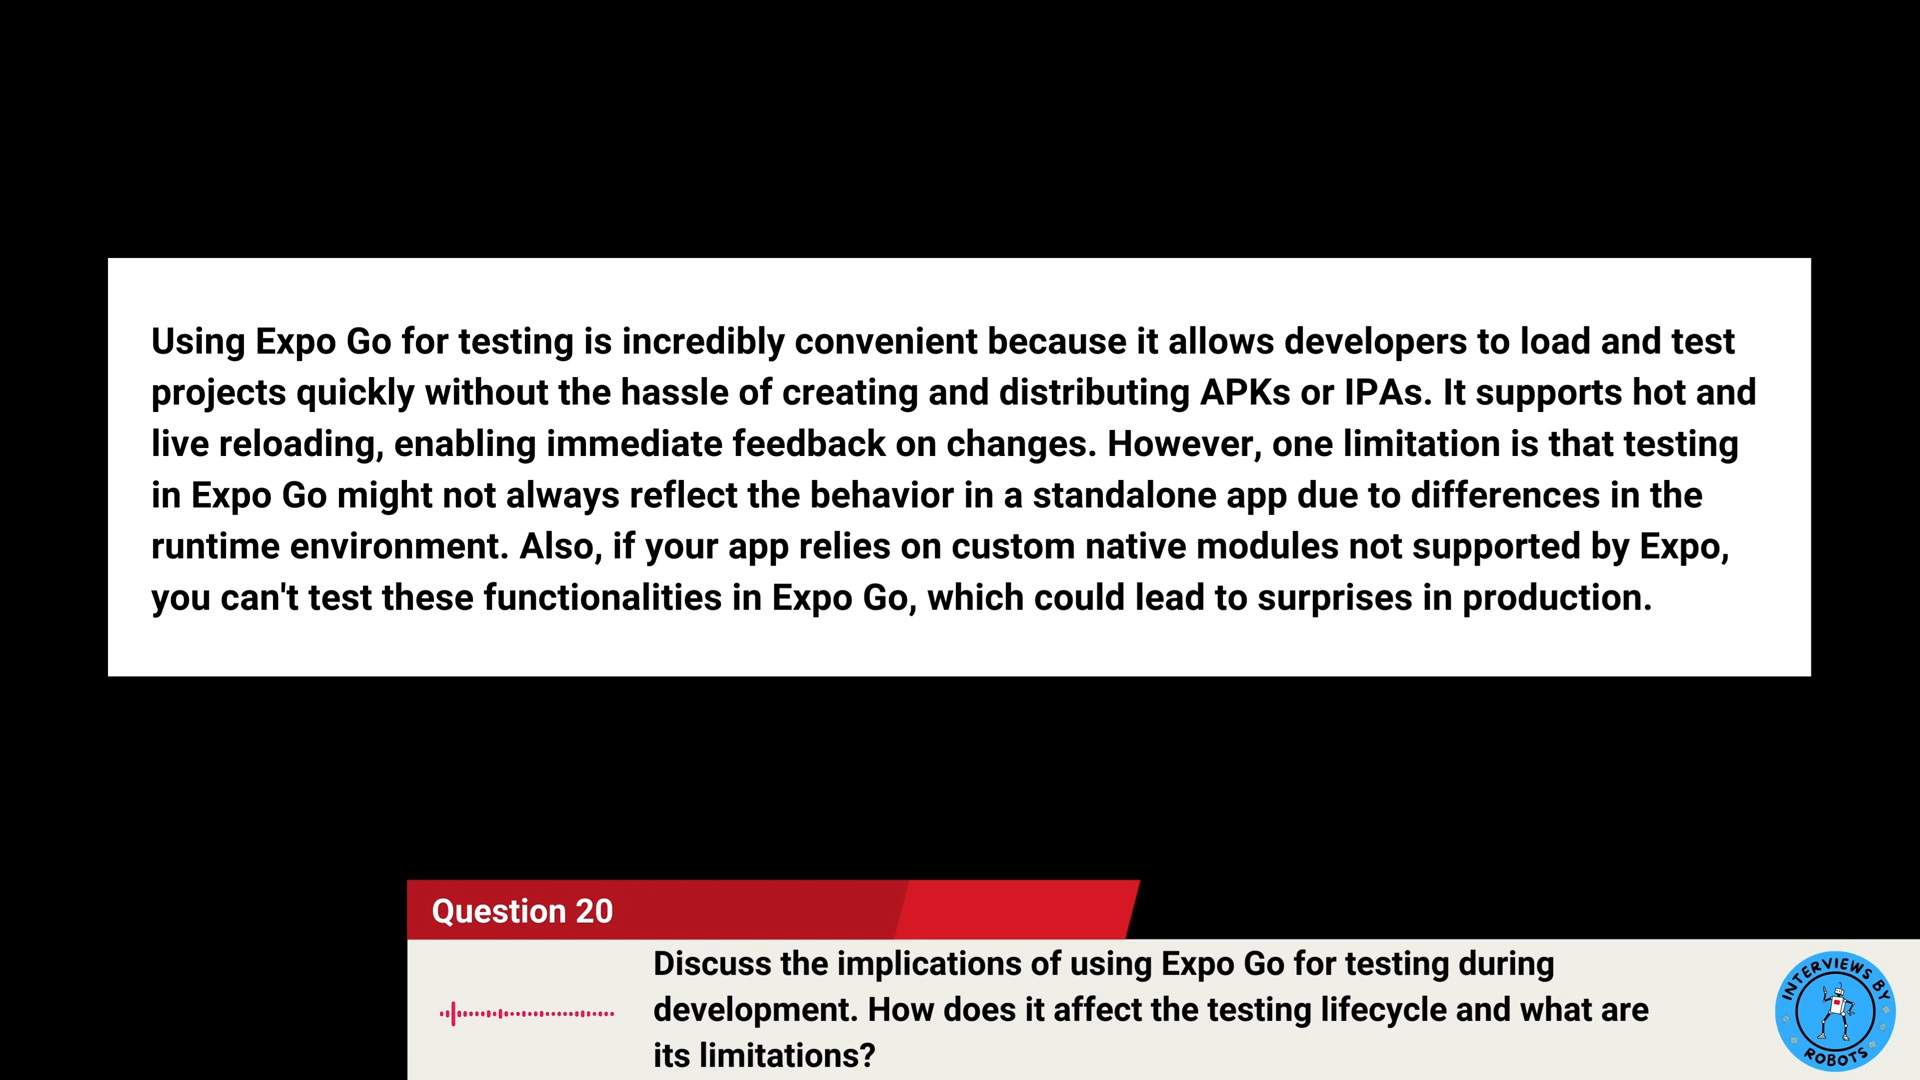 Using Expo Go for testing is incredibly convenient because it allows developers to load and test
projects quickly without the hassle of creating and distributing APKs or IPAs. It supports hot and
live reloading, enabling immediate feedback on changes. However, one limitation is that testing
in Expo Go might not always reflect the behavior in a standalone app due to differences in the
runtime environment. Also, if your app relies on custom native modules not supported by Expo,
you can't test these functionalities in Expo Go, which could lead to surprises in production.
Question 20
Discuss the implications of using Expo Go for testing during
development. How does it affect the testing lifecycle and what are
its limitations?
INTERVIEWS BY
ROBOTS